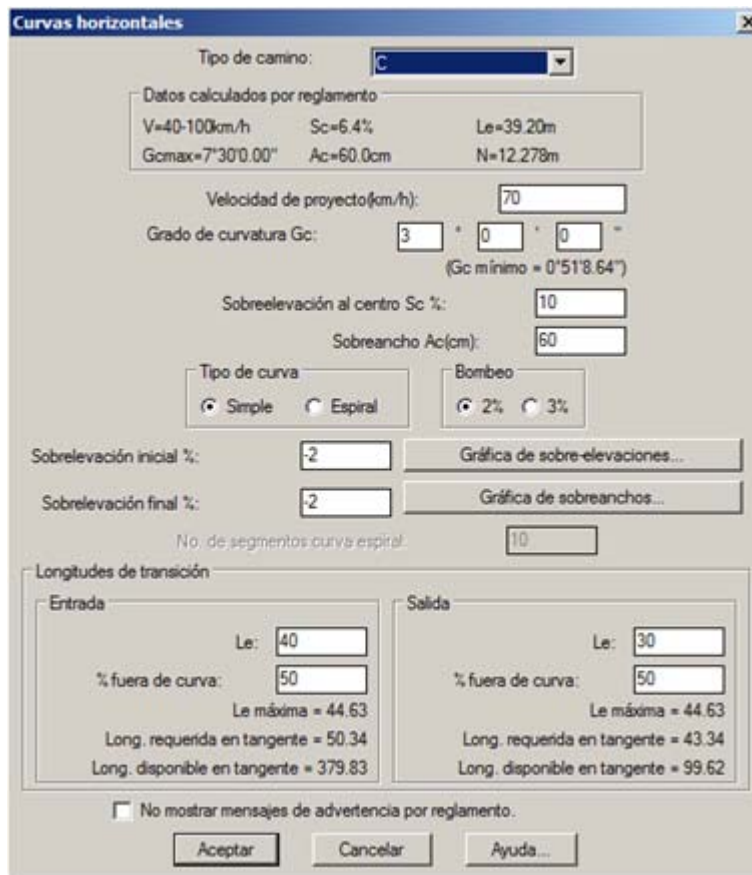 Curvas horizontales
Tipo de camino: C
Datos calculados por reglamento
V=40-100km/h Sc=6.4% Le=39.20m
Gcmax=7°30'0.00" Ac=60.0cm N=12.278m
Velocidad de proyecto(km/h): 70
Grado de curvatura Gc: 3 ° 0 ' 0 "
(Gc mínimo = 0°51'8.64")
Sobreelevación al centro Sc %: 10
Sobreancho Ac(cm): 60
Tipo de curva Bombeo
Simple Espiral 2% 3%
Sobrelevación inicial %: -2 Gráfica de sobre-elevaciones...
Sobrelevación final %: -2 Gráfica de sobreanchos...
No. de segmentos curva espiral: 10
Longitudes de transición
Entrada Salida
Le: 40 Le: 30
% fuera de curva: 50 % fuera de curva: 50
Le máxima = 44.63 Le máxima = 44.63
Long. requerida en tangente = 50.34 Long. requerida en tangente = 43.34
Long. disponible en tangente = 379.83 Long. disponible en tangente = 99.62
No mostrar mensajes de advertencia por reglamento.
Aceptar Cancelar Ayuda...